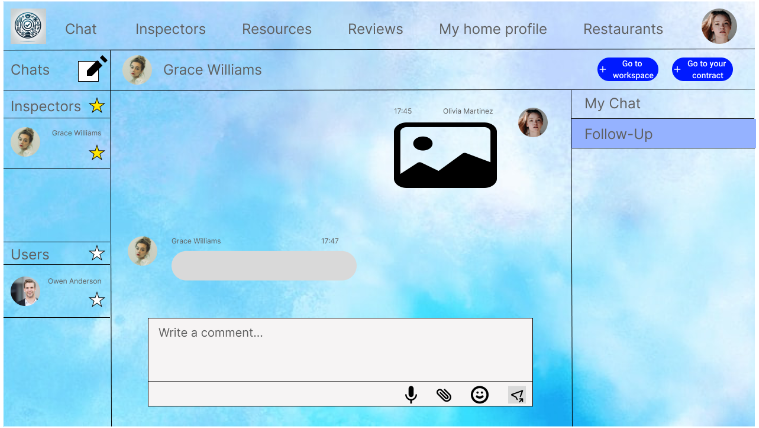 Chat
Inspectors
Resources
Reviews
My home profile
Restaurants
Chats
Grace Williams
+ Go to
workspace
+ Go to your
contract
Inspectors
Grace Williams
Users
Owen Anderson
17:45 Olivia Martinez
Grace Williams 17:47
Write a comment...
My Chat
Follow-Up